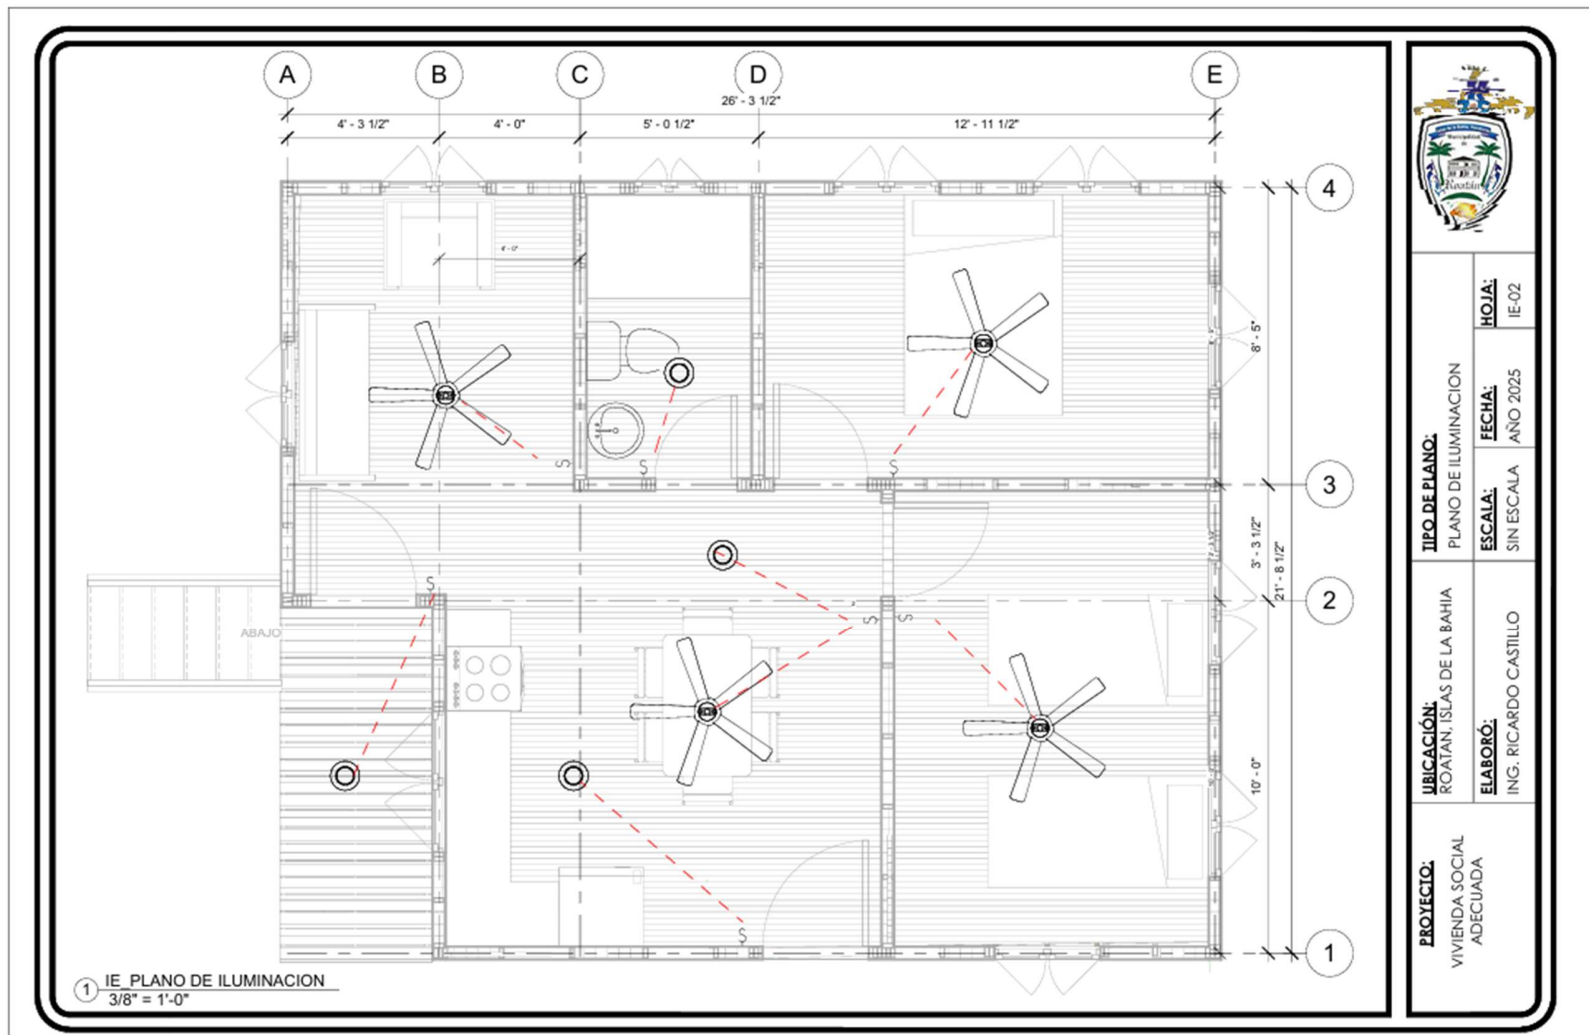 A
B
C
D
E
26' - 3 1/2"
4' - 3 1/2"
4' - 0"
5' - 0 1/2"
12' - 11 1/2"
4
4' - 0"
8' - 5"
3
S
S
S
3' - 3 1/2"
21' - 8 1/2"
2
S
S
S
ABAJO
10' - 0"
S
1
1
IE_PLANO DE ILUMINACION
3/8" = 1'-0"
Roatán
TIPO DE PLANO:
PLANO DE ILUMINACION
HOJA:
IE-02
FECHA:
AÑO 2025
ESCALA:
SIN ESCALA
UBICACIÓN:
ROATAN, ISLAS DE LA BAHIA
ELABORÓ:
ING. RICARDO CASTILLO
PROYECTO:
VIVIENDA SOCIAL
ADECUADA